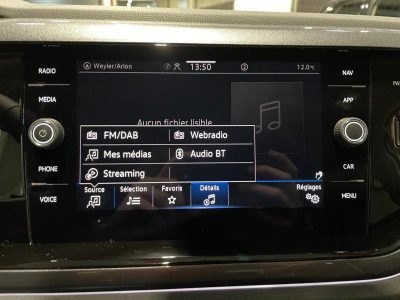 RADIO
MEDIA
PHONE
VOICE
Weyler/Arlon
13:50
12.0°C
Aucun fichier lisible
FM/DAB
Webradio
Mes médias
Audio BT
Streaming
Source
Sélection
Favoris
Détails
Réglages
NAV
APP
CAR
MENU